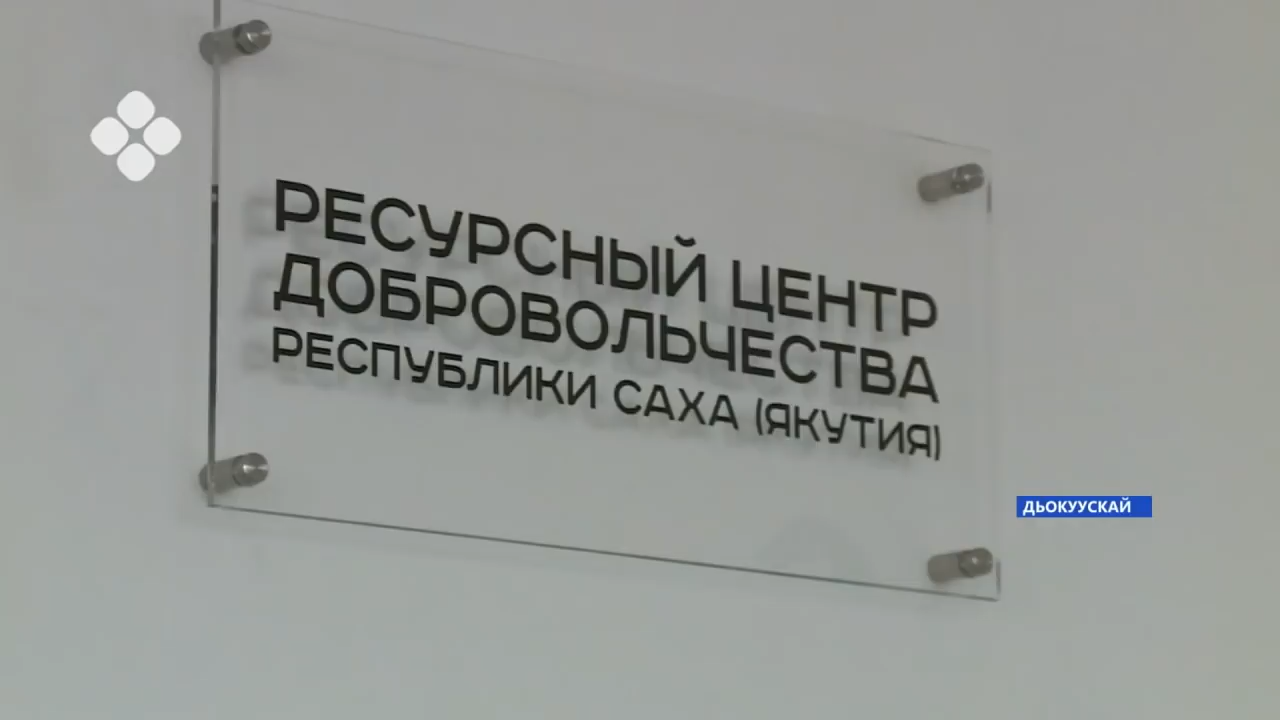 РЕСУРСНЫЙ ЦЕНТР
ДОБРОВОЛЬЧЕСТВА
РЕСПУБЛИКИ САХА (ЯКУТИЯ)
ДЬОКУУСКАЙ